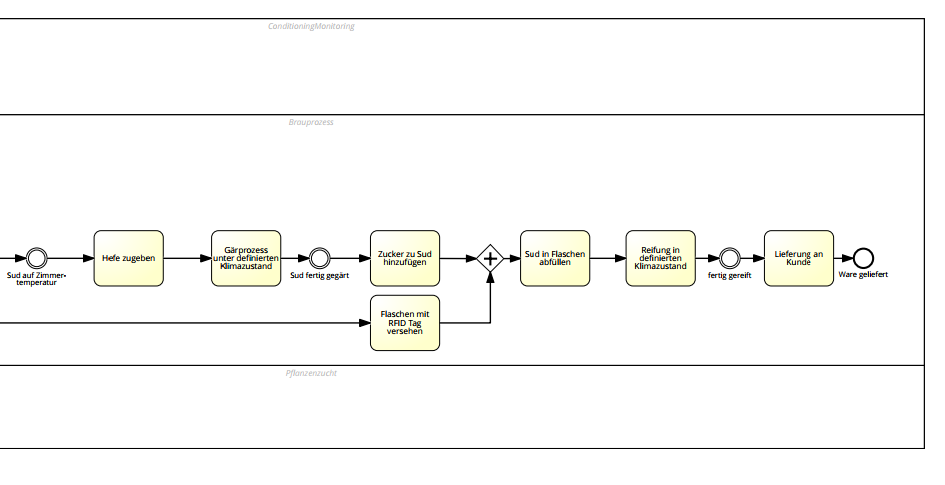 ConditioningMonitoring
Brauprozess
Sud auf Zimmer-
temperatur
Hefe zugeben
Gärprozess
unter definierten
Klimazustand
Sud fertig gegärt
Zucker zu Sud
hinzufügen
Flaschen mit
RFID Tag
versehen
Sud in Flaschen
abfüllen
Reifung in
definierten
Klimazustand
fertig gereift
Lieferung an
Kunde
Ware geliefert
Pflanzenzucht